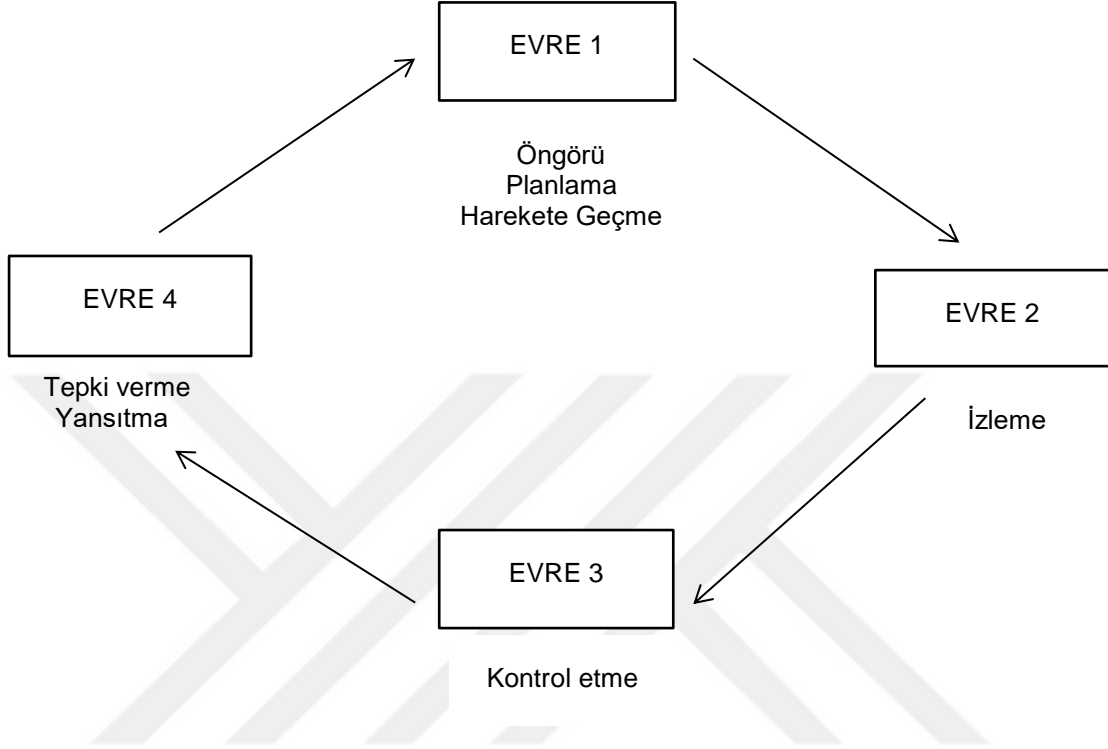 EVRE 1
Öngörü
Planlama
Harekete Geçme
EVRE 2
İzleme
EVRE 3
Kontrol etme
EVRE 4
Tepki verme
Yansıtma